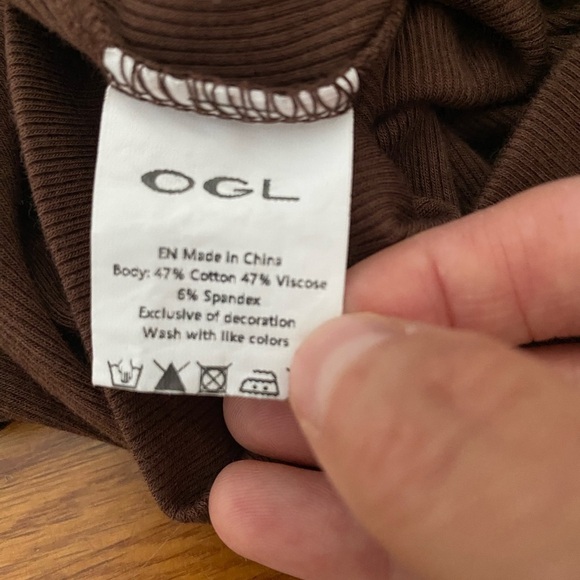 OGL
EN Made in China
Body: 47% Cotton 47% Viscose
6% Spandex
Exclusive of decoration
Wash with like colors